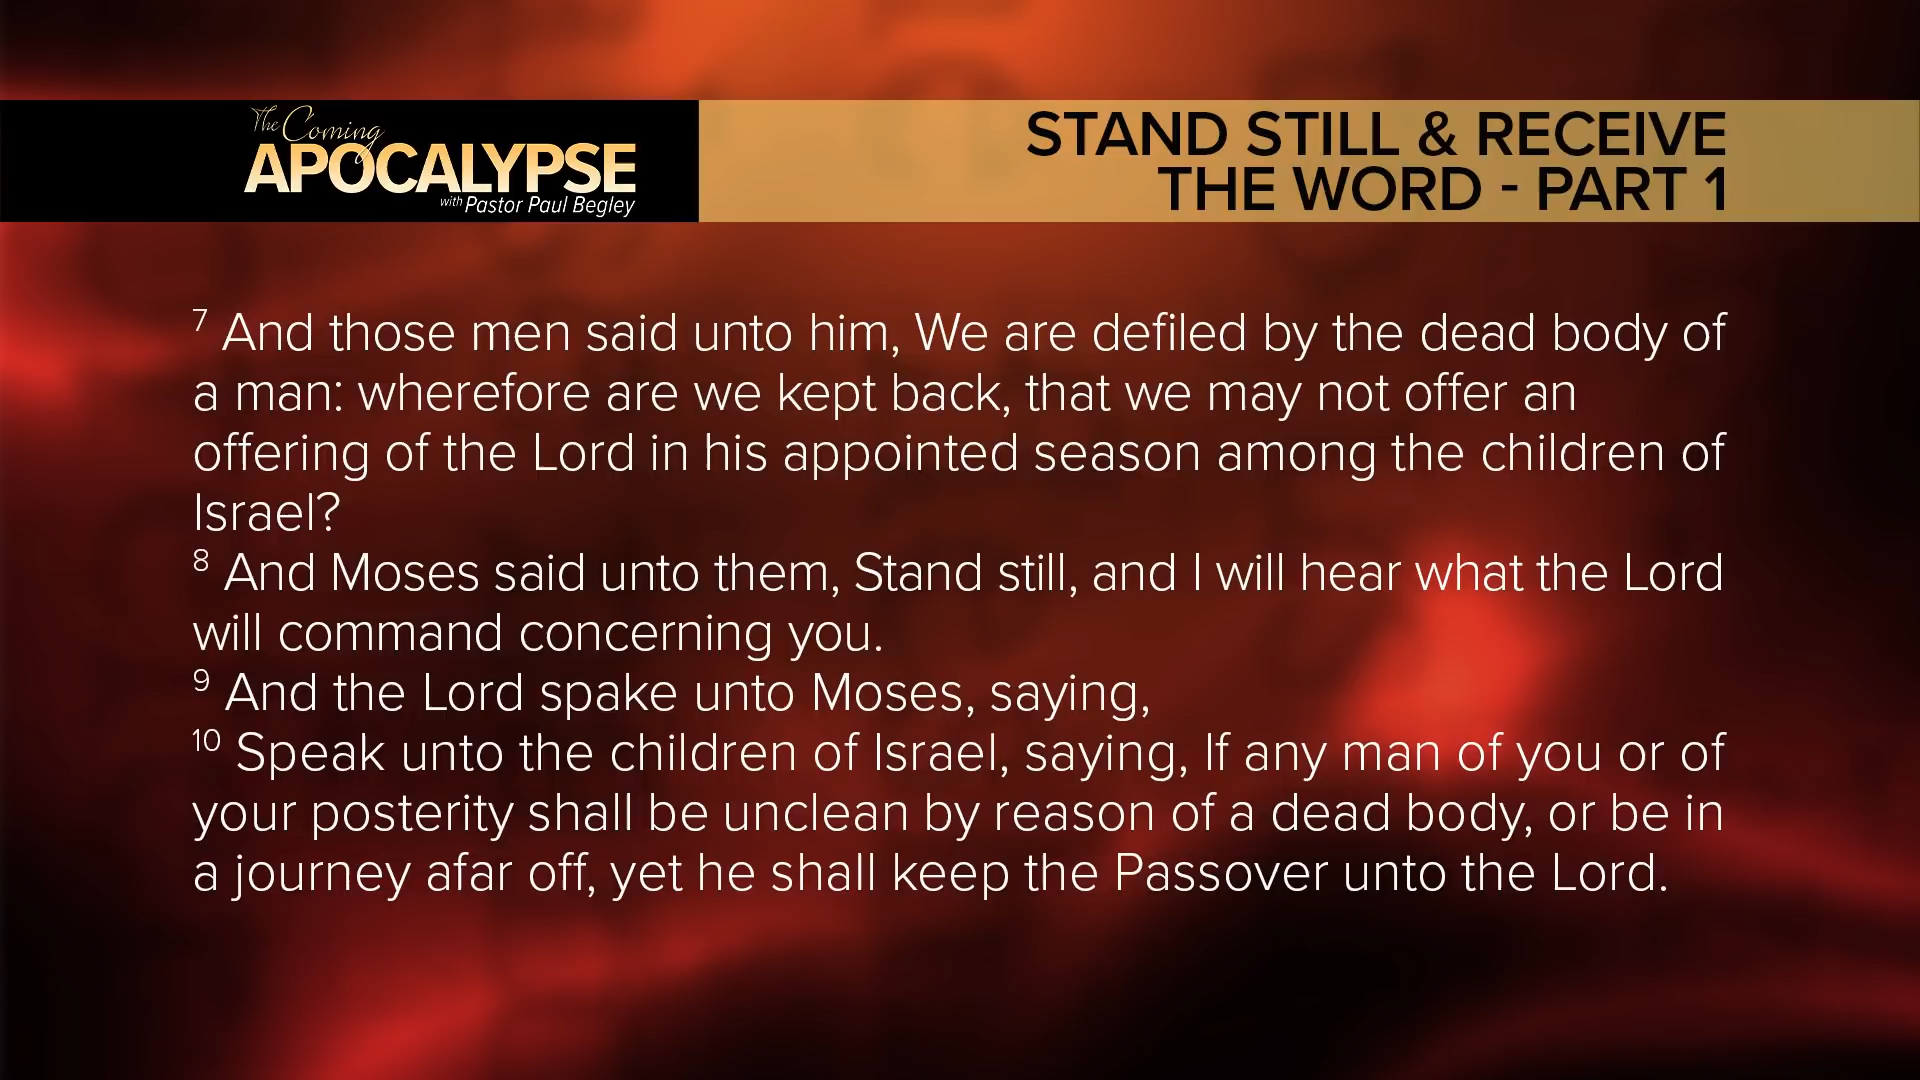 The Coming
APOCALYPSE
with Pastor Paul Begley
STAND STILL & RECEIVE
THE WORD - PART 1
7 And those men said unto him, We are defiled by the dead body of
a man: wherefore are we kept back, that we may not offer an
offering of the Lord in his appointed season among the children of
Israel?
8 And Moses said unto them, Stand still, and I will hear what the Lord
will command concerning you.
9 And the Lord spake unto Moses, saying,
10 Speak unto the children of Israel, saying, If any man of you or of
your posterity shall be unclean by reason of a dead body, or be in
a journey afar off, yet he shall keep the Passover unto the Lord.